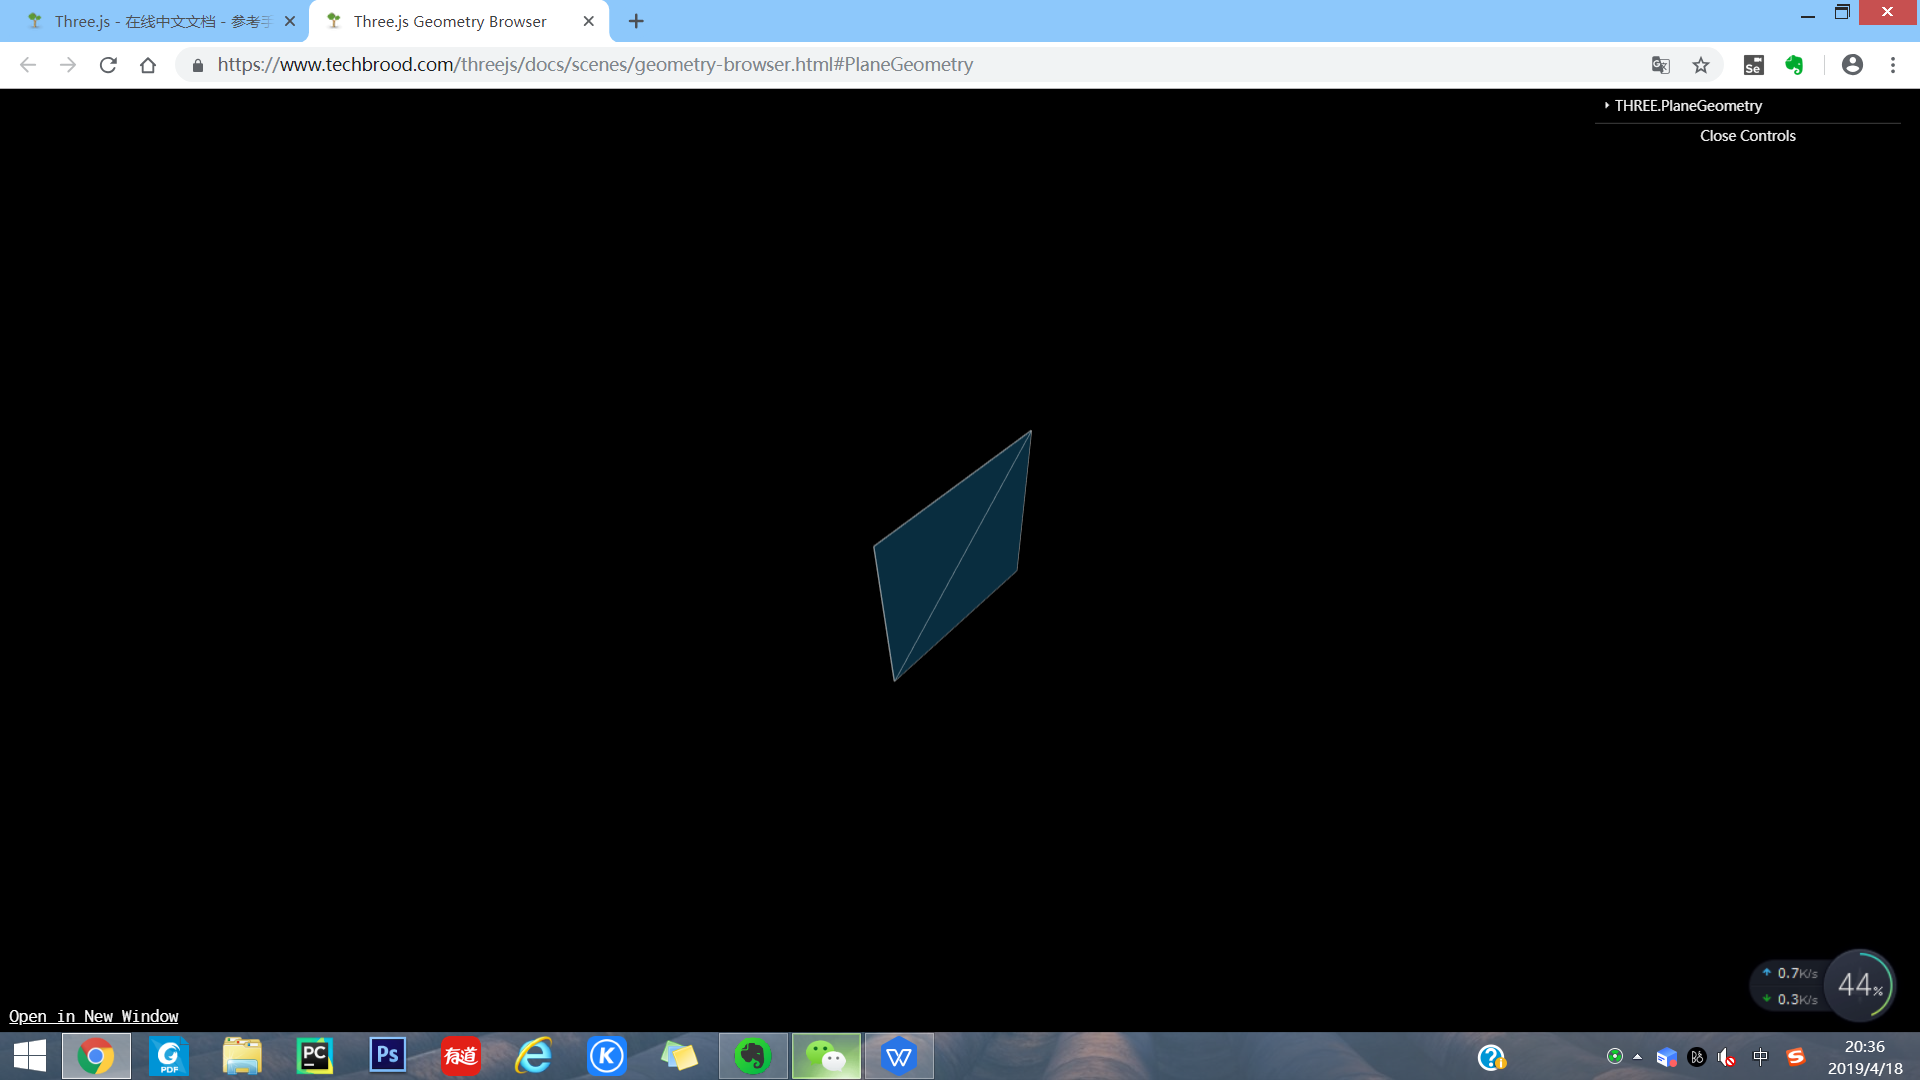 Three.js - 在线中文文档 - 参考手
Three.js Geometry Browser
https://www.techbrood.com/threejs/docs/scenes/geometry-browser.html#PlaneGeometry
Se
THREE.PlaneGeometry
Close Controls
0.7K/s
44%
0.3K/s
Open in New Window
PDF
PC
Ps
有道
K
W
中
S
20:36
2019/4/18